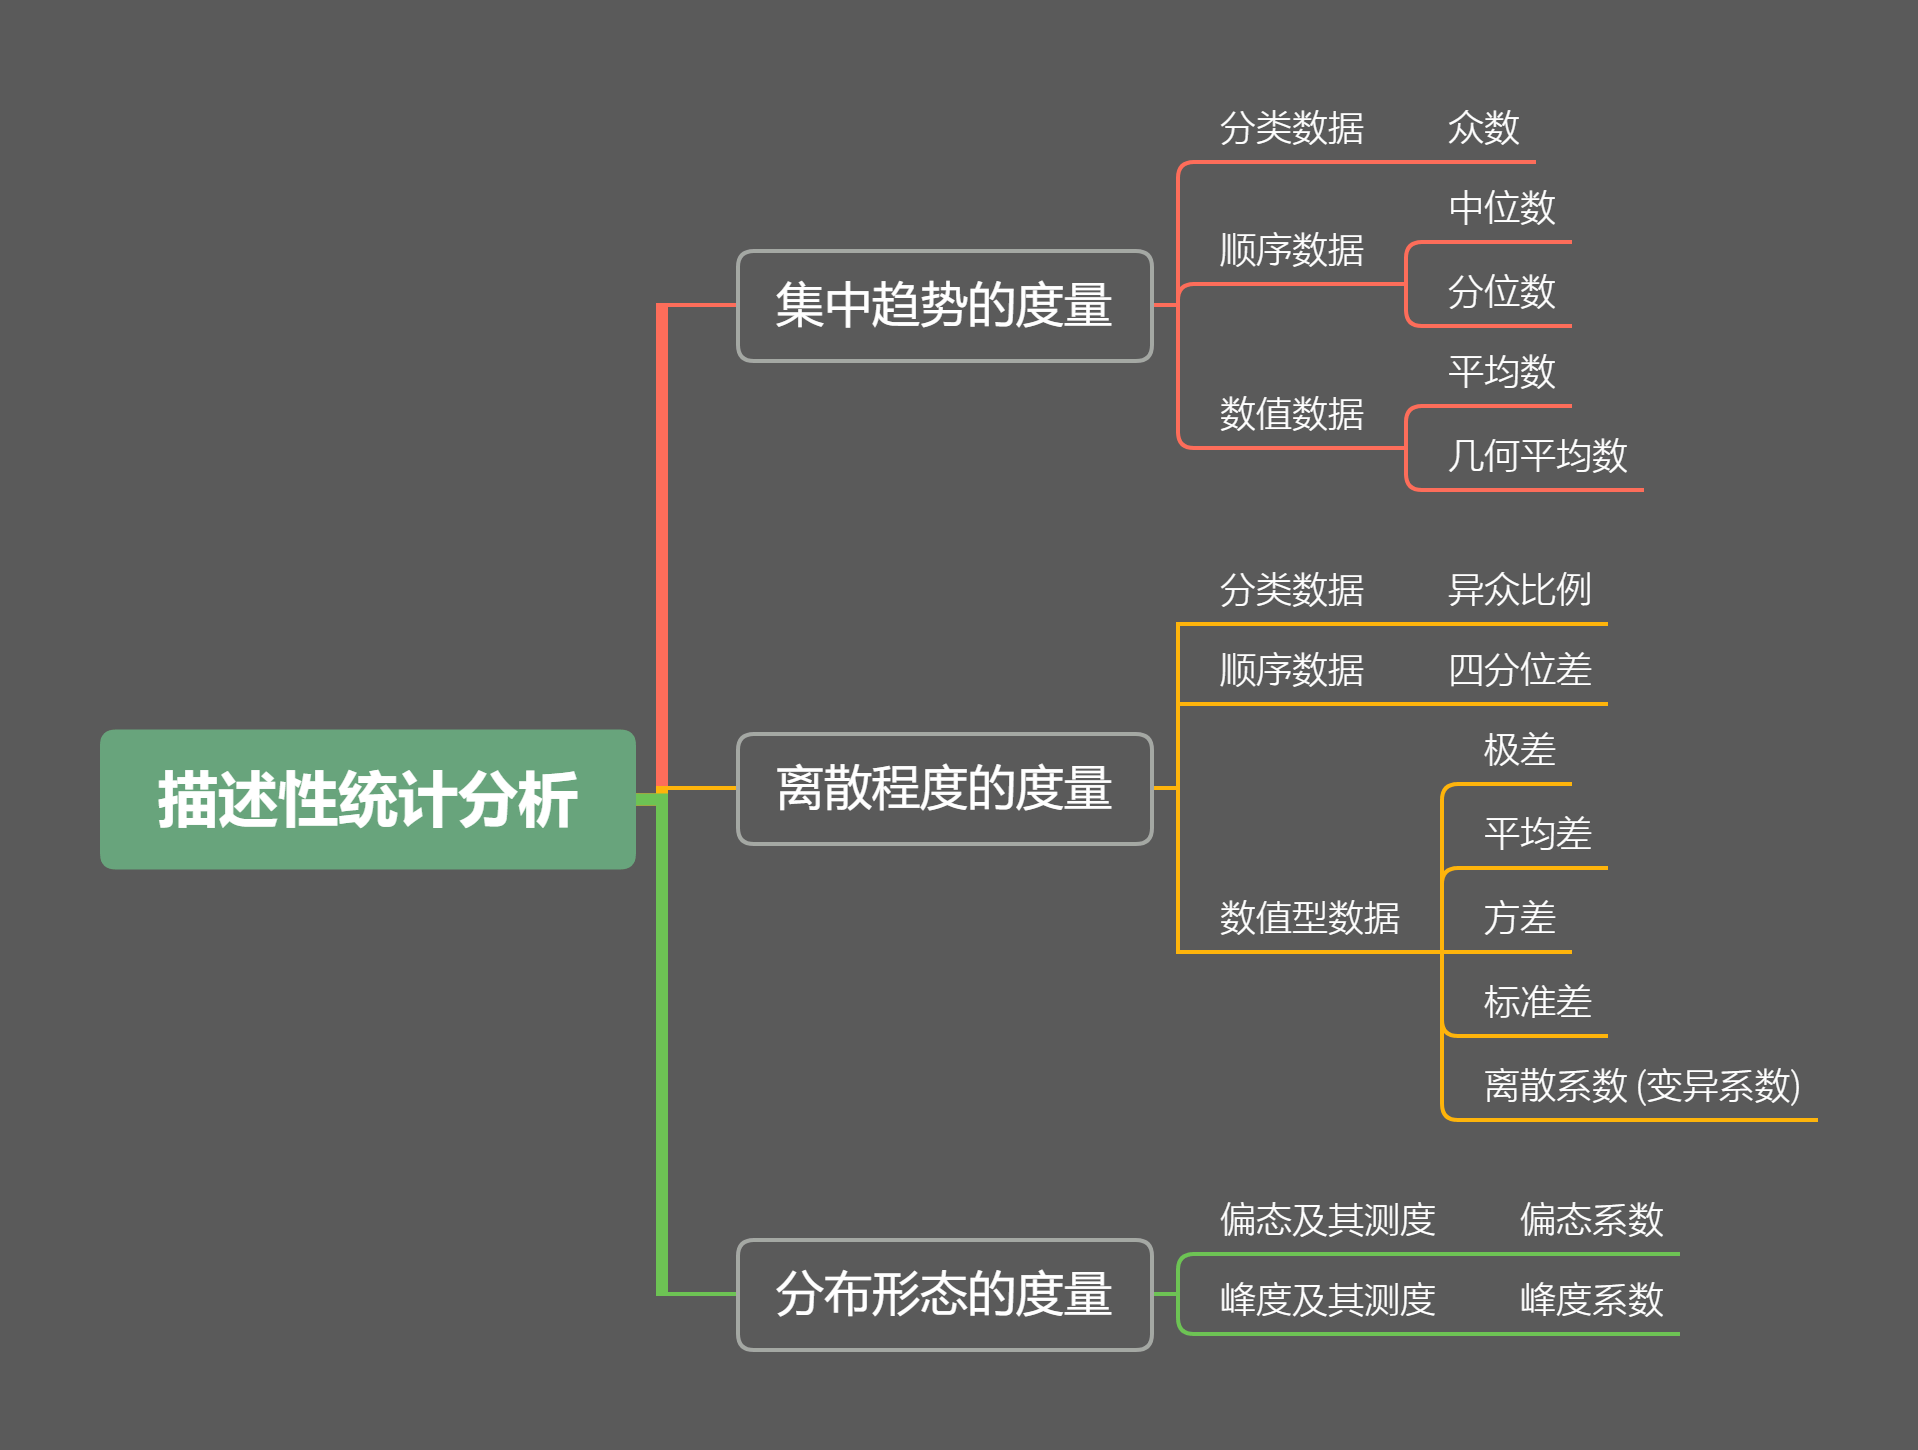 描述性统计分析
集中趋势的度量
分类数据 众数
顺序数据
中位数
分位数
数值数据
平均数
几何平均数
离散程度的度量
分类数据 异众比例
顺序数据 四分位差
数值型数据
极差
平均差
方差
标准差
离散系数 (变异系数)
分布形态的度量
偏态及其测度 偏态系数
峰度及其测度 峰度系数